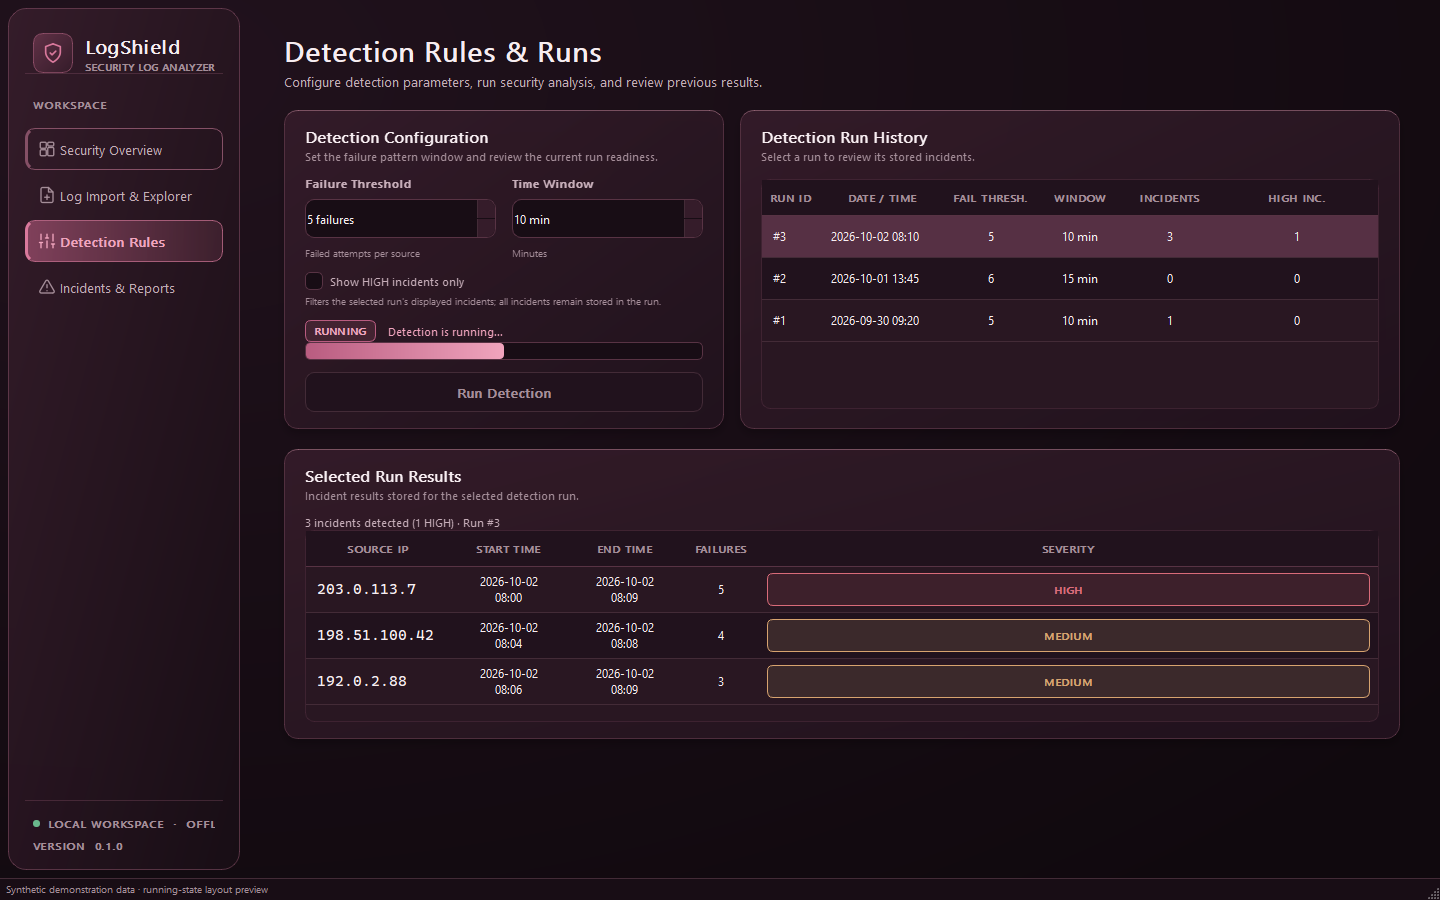 LogShield
SECURITY LOG ANALYZER
WORKSPACE
Security Overview
Log Import & Explorer
Detection Rules
Incidents & Reports
LOCAL WORKSPACE · OFFL
VERSION 0.1.0
Detection Rules & Runs
Configure detection parameters, run security analysis, and review previous results.
Detection Configuration
Set the failure pattern window and review the current run readiness.
Failure Threshold Time Window
5 failures 10 min
Failed attempts per source Minutes
Show HIGH incidents only
Filters the selected run's displayed incidents; all incidents remain stored in the run.
RUNNING Detection is running...
Run Detection
Detection Run History
Select a run to review its stored incidents.
RUN ID DATE / TIME FAIL THRESH. WINDOW INCIDENTS HIGH INC.
#3 2026-10-02 08:10 5 10 min 3 1
#2 2026-10-01 13:45 6 15 min 0 0
#1 2026-09-30 09:20 5 10 min 1 0
Selected Run Results
Incident results stored for the selected detection run.
3 incidents detected (1 HIGH) · Run #3
SOURCE IP START TIME END TIME FAILURES SEVERITY
203.0.113.7 2026-10-02 08:00 2026-10-02 08:09 5 HIGH
198.51.100.42 2026-10-02 08:04 2026-10-02 08:08 4 MEDIUM
192.0.2.88 2026-10-02 08:06 2026-10-02 08:09 3 MEDIUM
Synthetic demonstration data · running-state layout preview